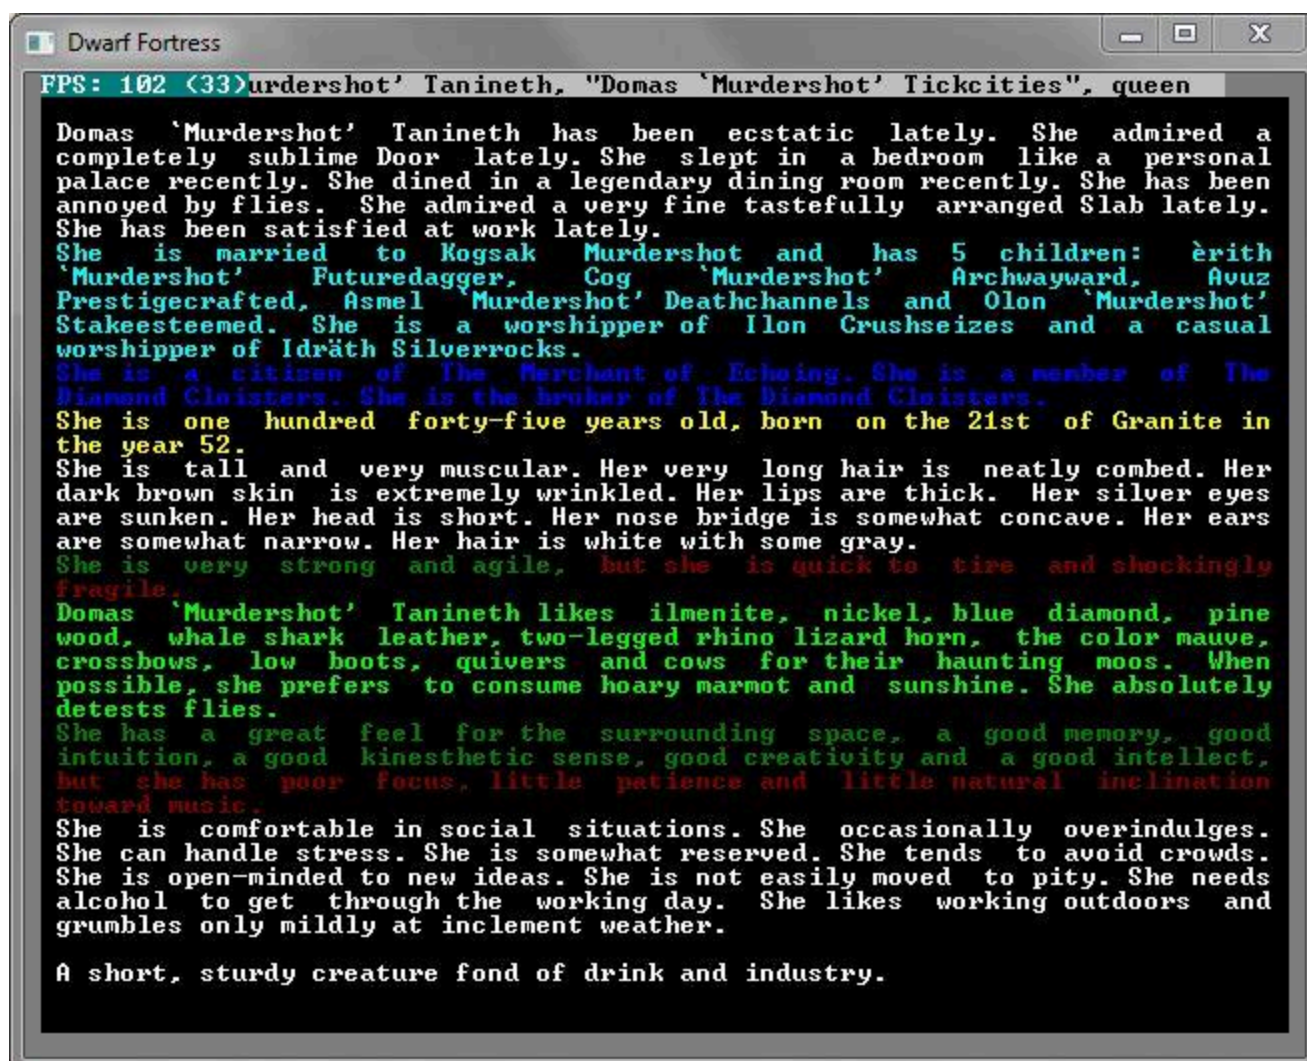 Dwarf Fortress
FPS: 102 (33)urdershot' Tanineth, "Domas `Murdershot' Tickcities", queen
Domas `Murdershot' Tanineth has been ecstatic lately. She admired a
completely sublime Door lately. She slept in a bedroom like a personal
palace recently. She dined in a legendary dining room recently. She has been
annoyed by flies. She admired a very fine tastefully arranged Slab lately.
She has been satisfied at work lately.
She is married to Kogsak Murdershot and has 5 children: èrith
`Murdershot' Futuredagger, Cog `Murdershot' Archwayward, Avuz
Prestigecrafted, Asmel `Murdershot' Deathchannels and Olon `Murdershot'
Stakeesteemed. She is a worshipper of Ilon Crushseizes and a casual
worshipper of Idräth Silverrocks.
She is a citizen of The Merchant of Echoing. She is a member of The
Diamond Cloisters. She is the broker of The Diamond Cloisters.
She is one hundred forty-five years old, born on the 21st of Granite in
the year 52.
She is tall and very muscular. Her very long hair is neatly combed. Her
dark brown skin is extremely wrinkled. Her lips are thick. Her silver eyes
are sunken. Her head is short. Her nose bridge is somewhat concave. Her ears
are somewhat narrow. Her hair is white with some gray.
She is very strong and agile, but she is quick to tire and shockingly
fragile.
Domas `Murdershot' Tanineth likes ilmenite, nickel, blue diamond, pine
wood, whale shark leather, two-legged rhino lizard horn, the color mauve,
crossbows, low boots, quivers and cows for their haunting moos. When
possible, she prefers to consume hoary marmot and sunshine. She absolutely
detests flies.
She has a great feel for the surrounding space, a good memory, good
intuition, a good kinesthetic sense, good creativity and a good intellect,
but she has poor focus, little patience and little natural inclination
toward music.
She is comfortable in social situations. She occasionally overindulges.
She can handle stress. She is somewhat reserved. She tends to avoid crowds.
She is open-minded to new ideas. She is not easily moved to pity. She needs
alcohol to get through the working day. She likes working outdoors and
grumbles only mildly at inclement weather.
A short, sturdy creature fond of drink and industry.